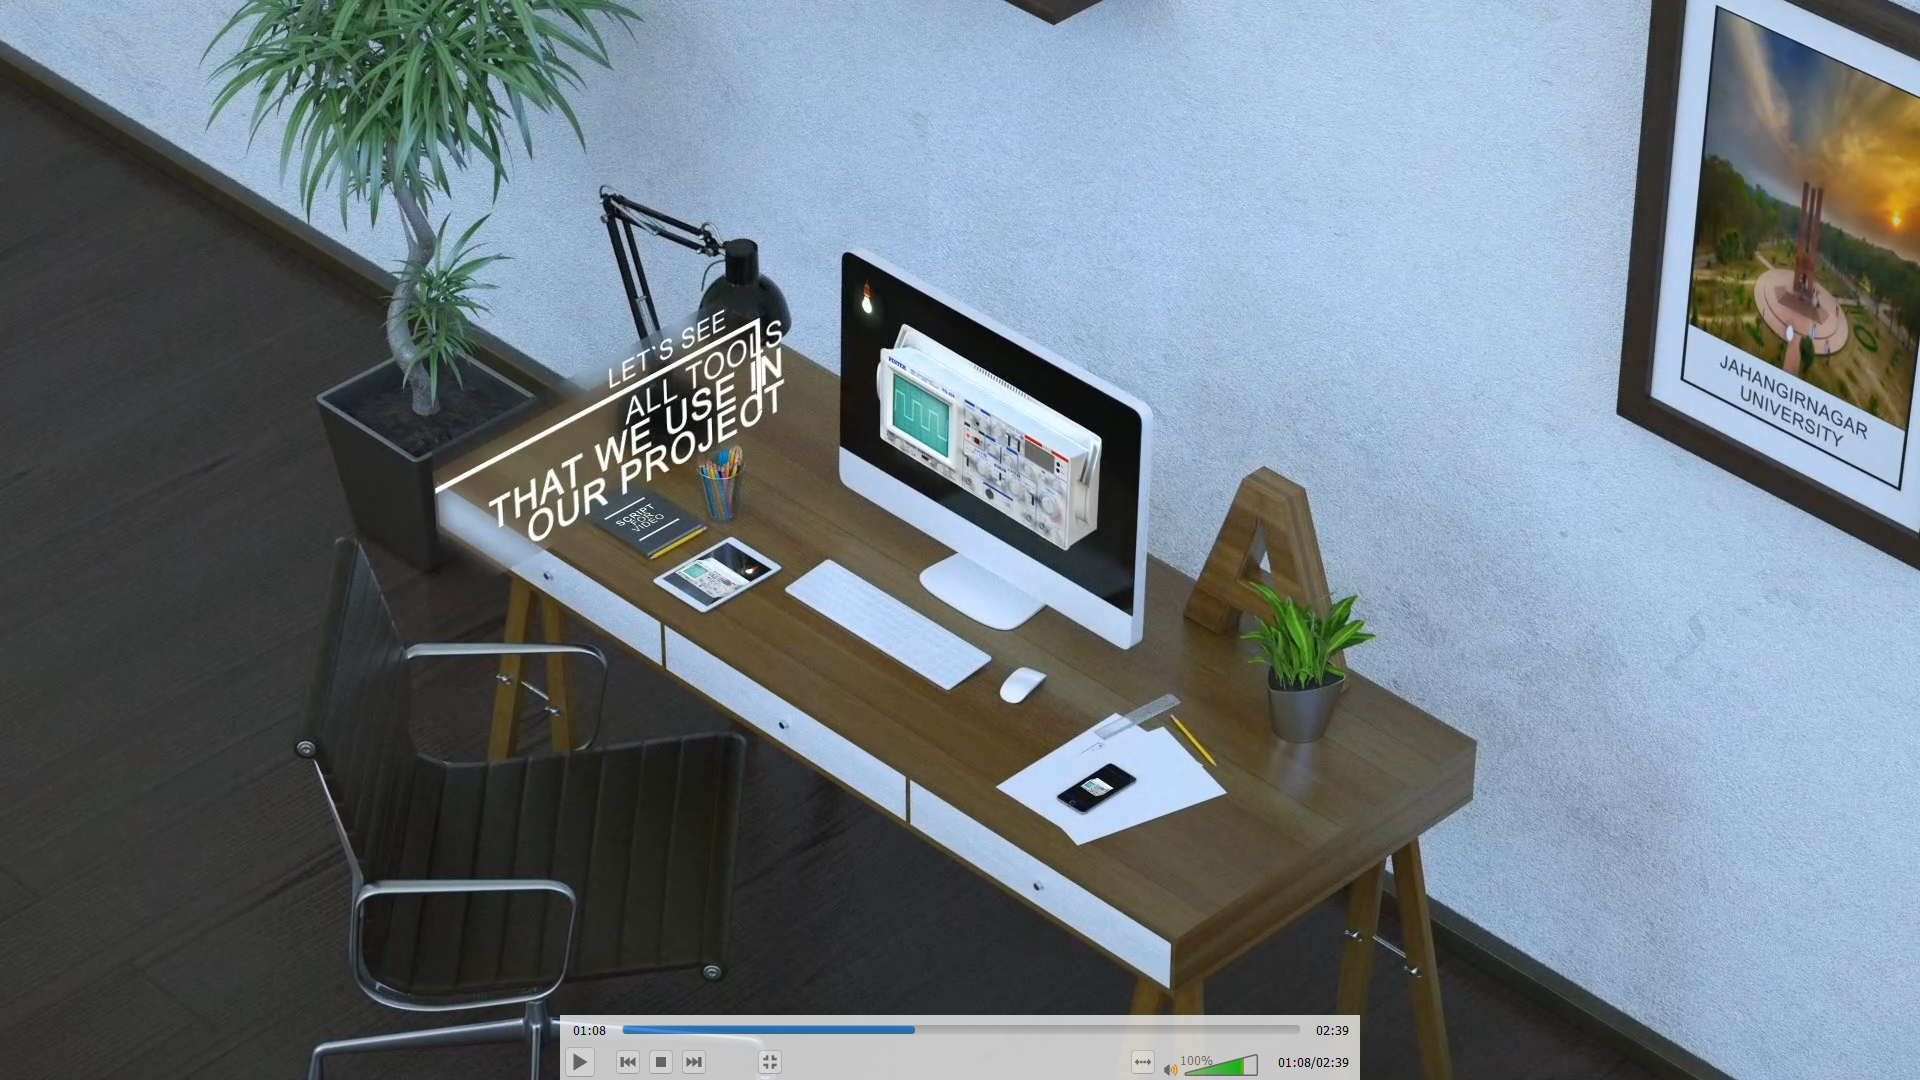 LET`S SEE
ALL TOOLS
THAT WE USE IN
OUR PROJECT
SCRIPT
FOR
VIDEO
JAHANGIRNAGAR
UNIVERSITY
01:08
02:39
100%
01:08/02:39